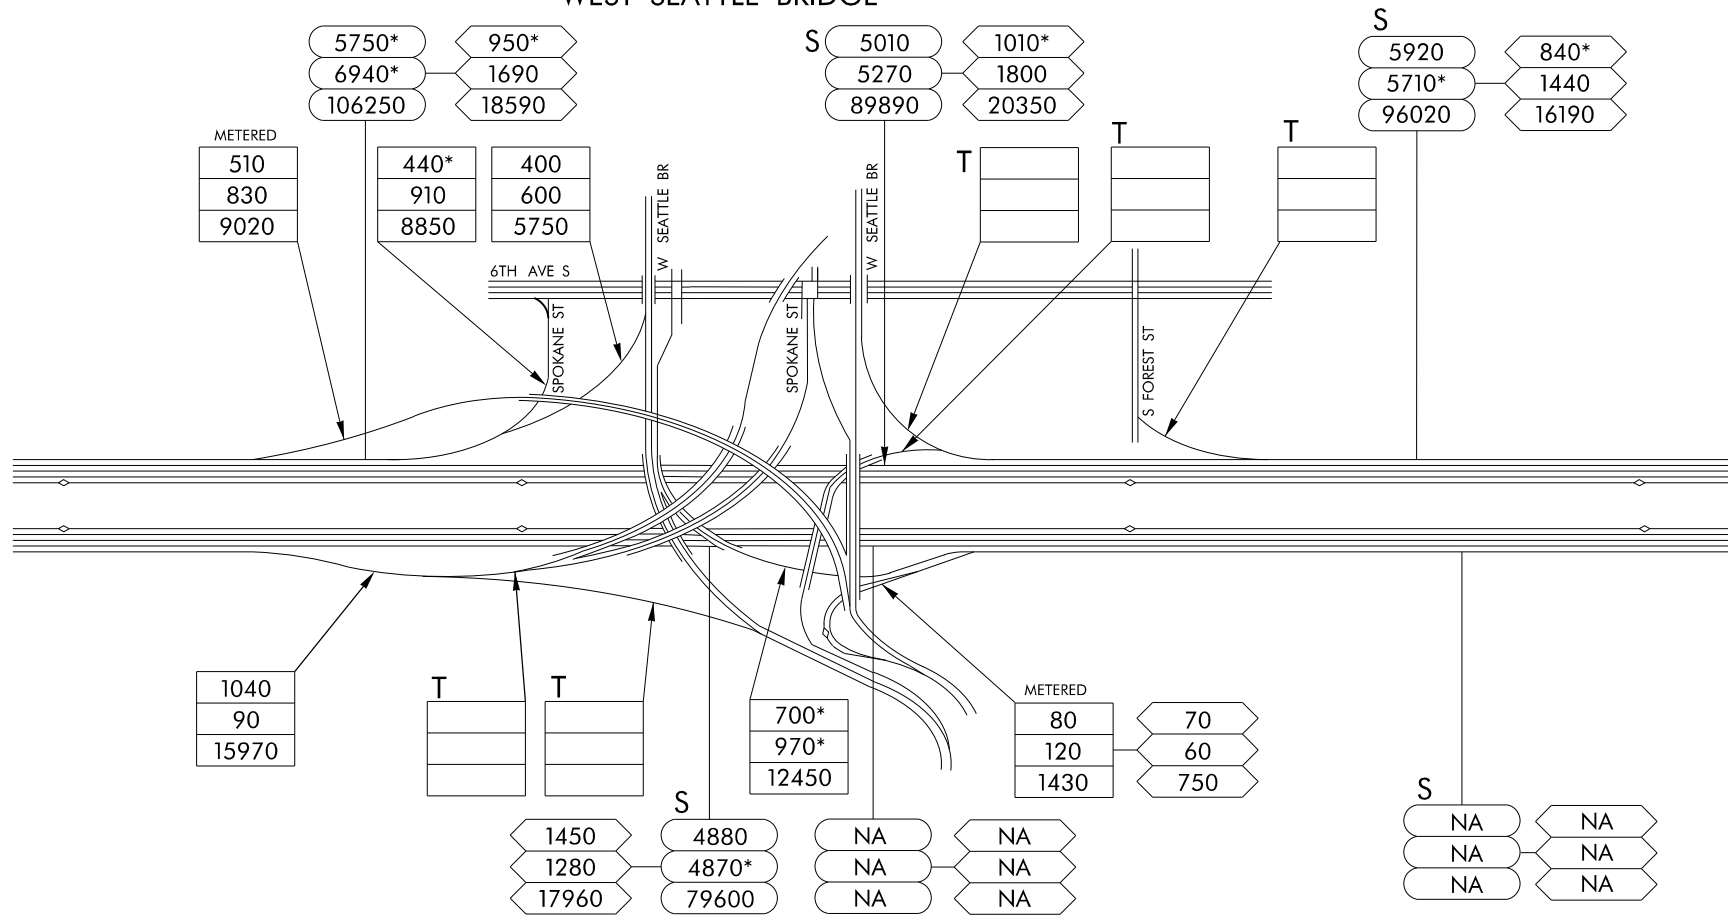 WEST SEATTLE BRIDGE
5750*
6940*
106250
950*
1690
18590
S
5010
5270
89890
1010*
1800
20350
S
5920
5710*
96020
840*
1440
16190
METERED
510
830
9020
440*
910
8850
400
600
5750
W SEATTLE BR
W SEATTLE BR
T
T
T
6TH AVE S
SPOKANE ST
SPOKANE ST
S FOREST ST
1040
90
15970
T
T
700*
970*
12450
METERED
80
120
1430
70
60
750
1450
1280
17960
S
4880
4870*
79600
NA
NA
NA
NA
NA
NA
S
NA
NA
NA
NA
NA
NA